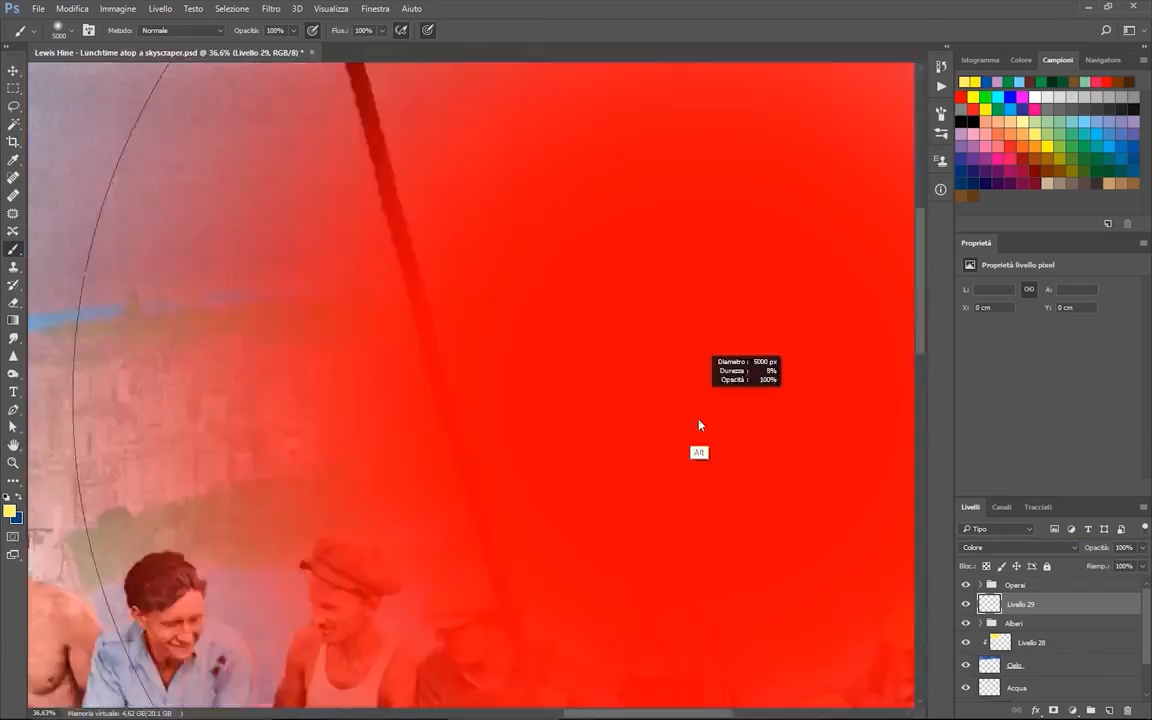 Ps File Modifica Immagine Livello Testo Selezione Filtro 3D Visualizza Finestra Aiuto
5000 Metodo: Normale Opacità: 100% Flus.: 100%
Lewis Hine - Lunchtime atop a skyscraper.psd @ 36,6% (Livello 29, RGB/8) * ×
Istogramma Colore Campioni Navigatore
Proprietà
Proprietà livello pixel
L: A:
X: 0 cm Y: 0 cm
Diametro: 5000 px
Durezza: 8%
Opacità: 100%
Alt
Livelli Canali Tracciati
Tipo
Colore Opacità: 100%
Bloc.: Riemp.: 100%
Operai
Livello 29
Alberi
Livello 28
Cielo
Acqua
36,63% Memoria virtuale: 4,62 GB/20,1 GB